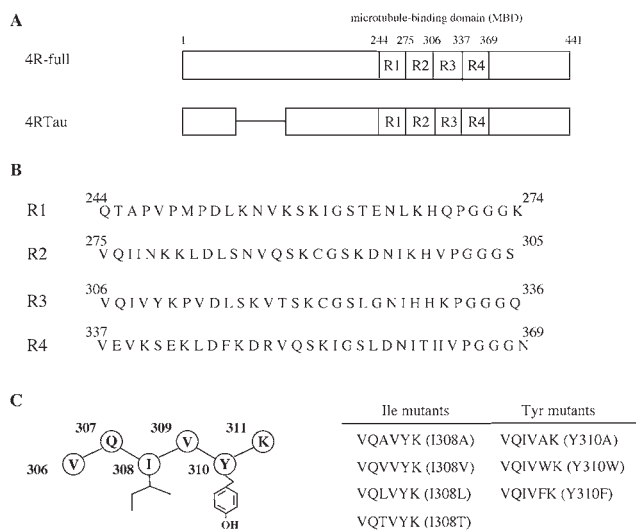 microtubule-binding domain (MBD)
A
1 244 275 306 337 369 441
4R-full R1 R2 R3 R4
4RTau R1 R2 R3 R4
B
244 274
R1 Q T A P V P M P D L K N V K S K I G S T E N L K H Q P G G G K
275 305
R2 V Q I I N K K L D L S N V Q S K C G S K D N I K H V P G G G S
306 336
R3 V Q I V Y K P V D L S K V T S K C G S L G N I H H K P G G G Q
337 369
R4 V E V K S E K L D F K D R V Q S K I G S L D N I T H V P G G G N
C
307 309 311
Q V K
306 V 308 I 310 Y
OH
Ile mutants Tyr mutants
VQAVYK (I308A) VQIVAK (Y310A)
VQVVYK (I308V) VQIVWK (Y310W)
VQLVYK (I308L) VQIVFK (Y310F)
VQTVYK (I308T)